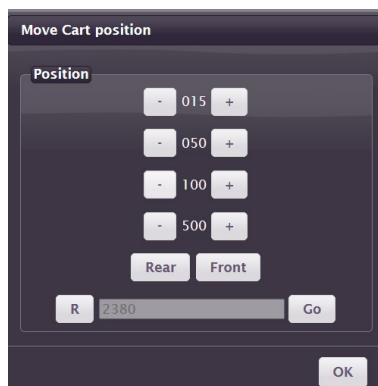 Move Cart position
Position
- 015 +
- 050 +
- 100 +
- 500 +
Rear Front
R 2380 Go
OK